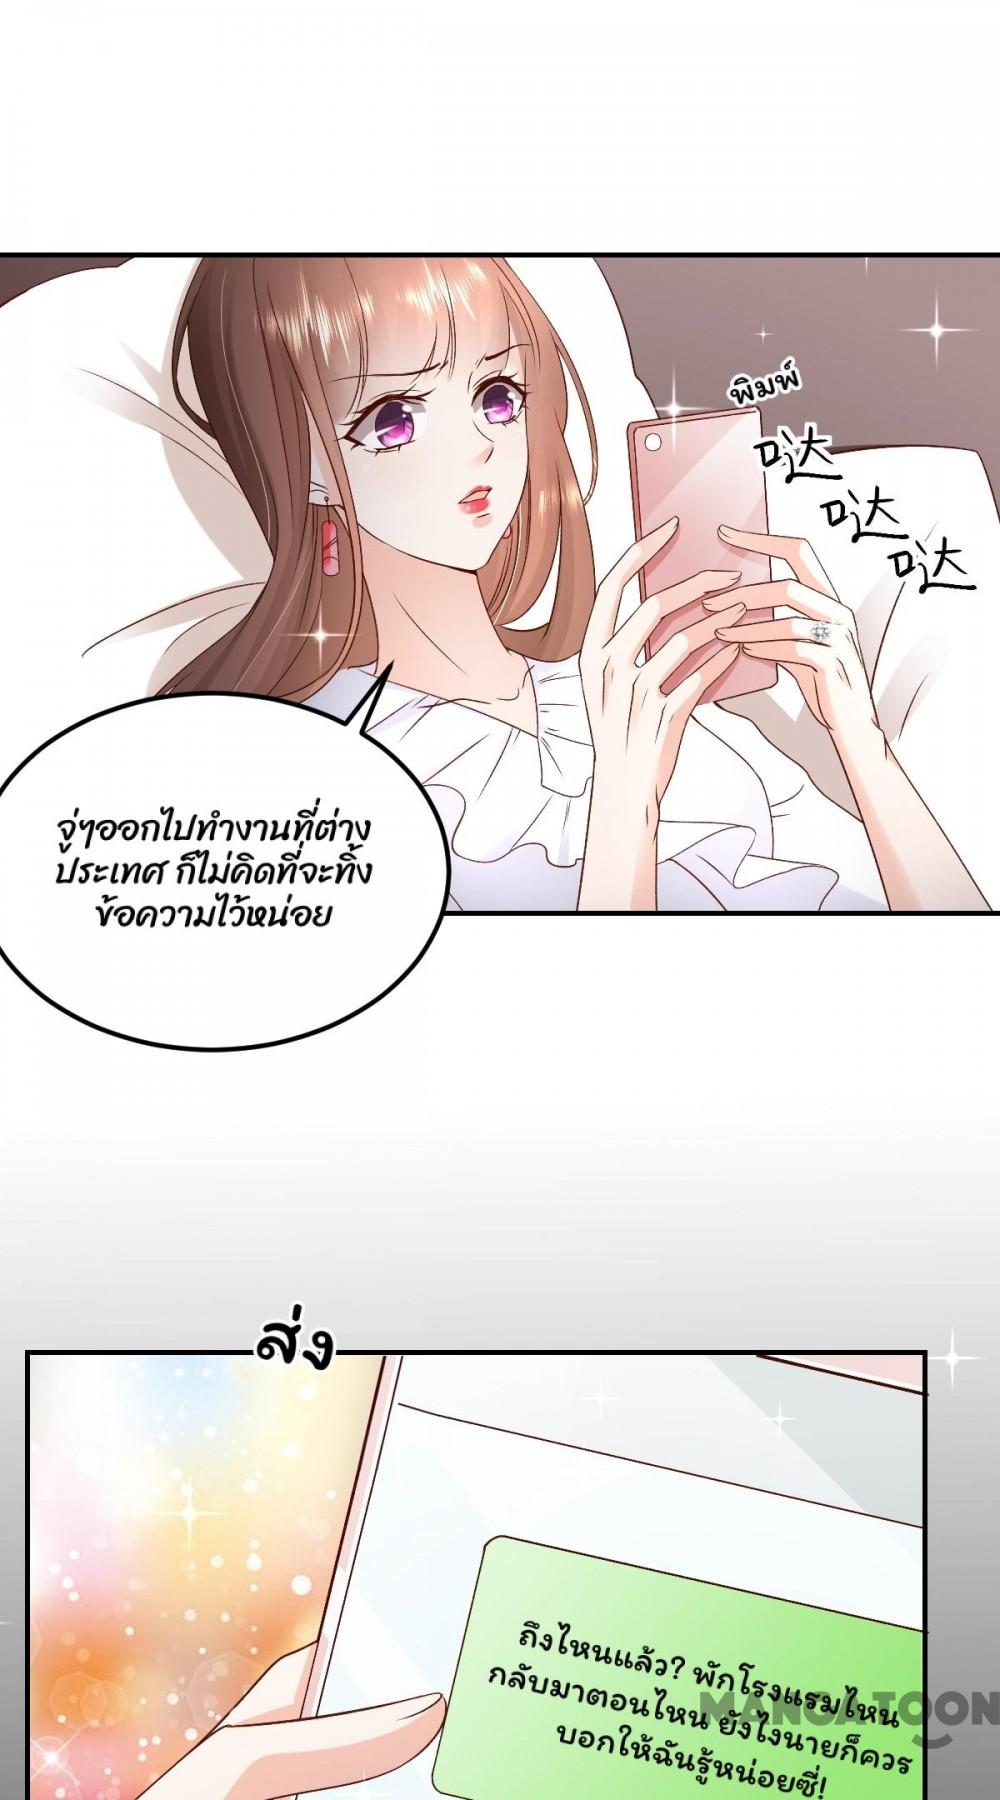 พิมพ์
哒
哒
哒
จู่ๆออกไปทำงานที่ต่าง
ประเทศ ก็ไม่คิดที่จะทิ้ง
ข้อความไว้หน่อย
ส่ง
ถึงไหนแล้ว? พักโรงแรมไหน
กลับมาตอนไหน ยังไงนายก็ควร
บอกให้ฉันรู้หน่อยซี่!
MANGATOON